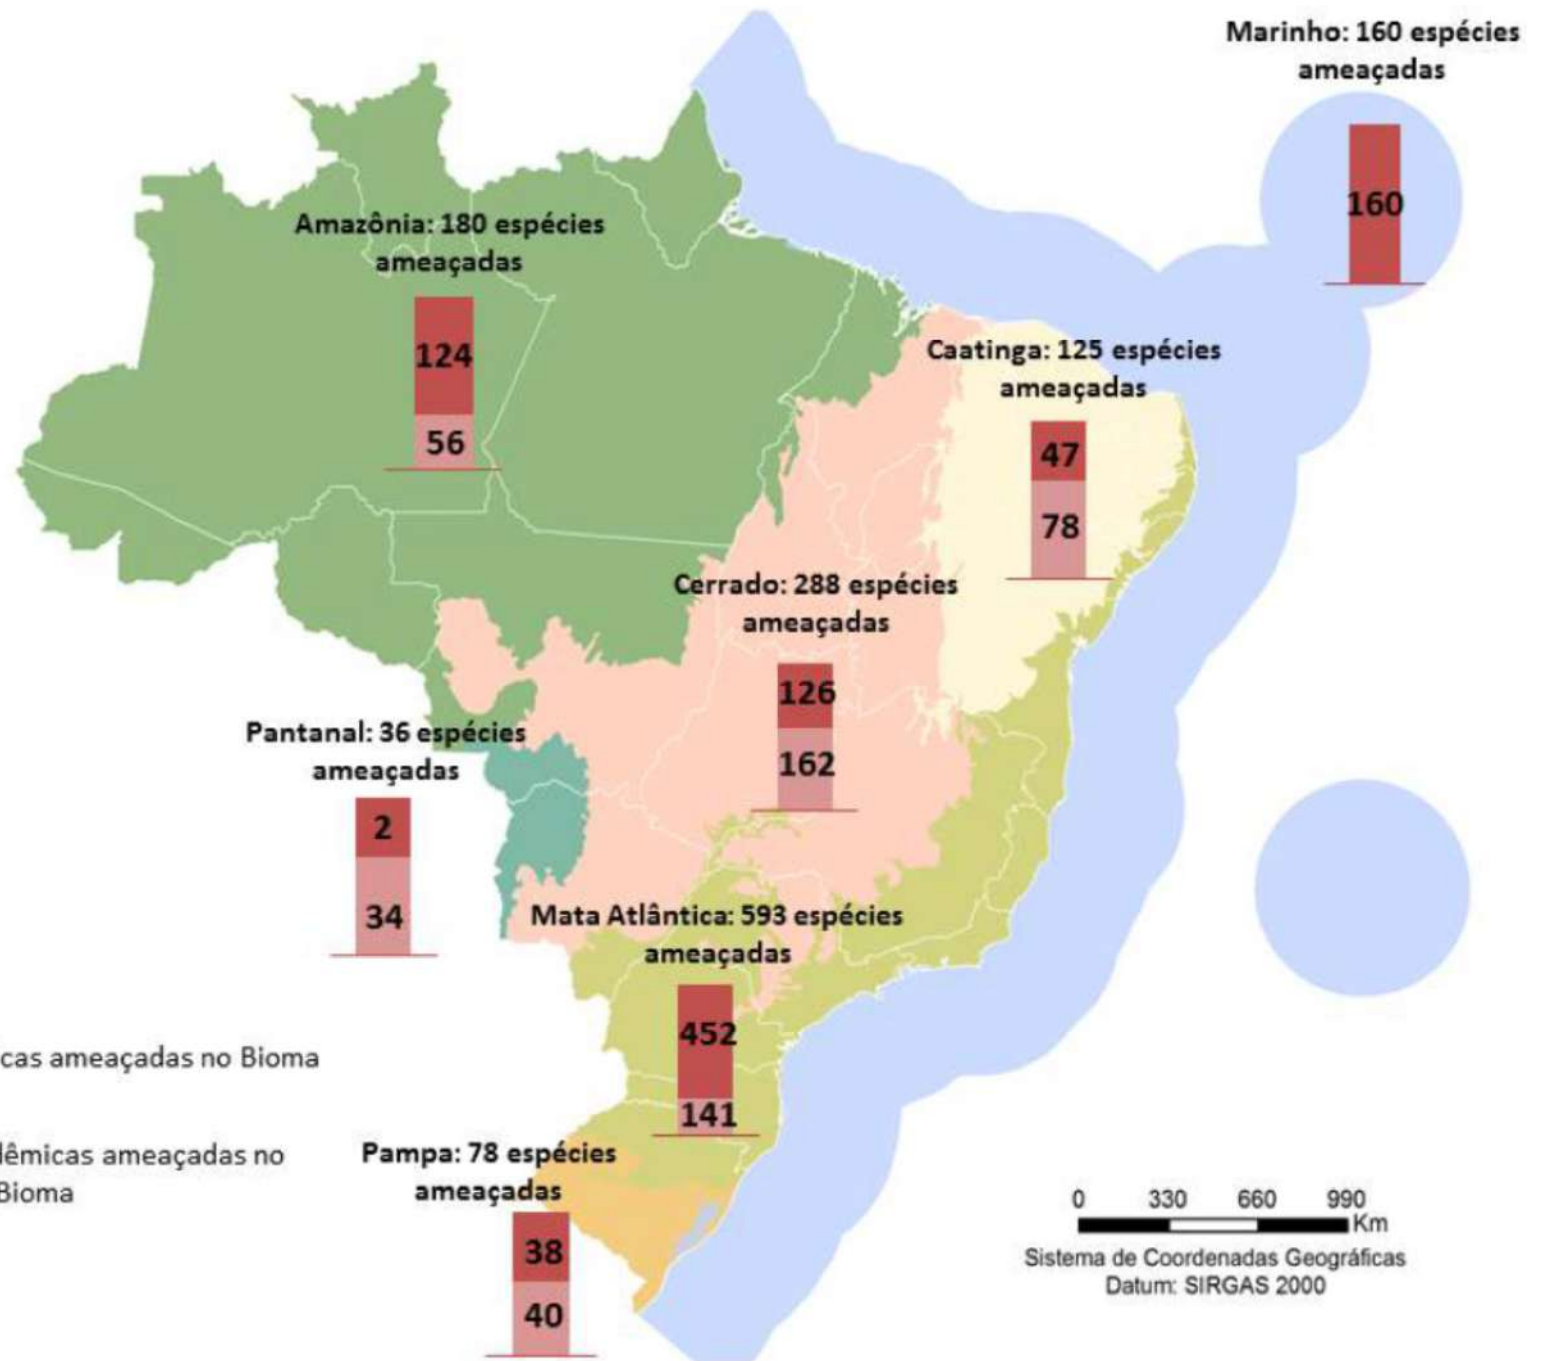 Marinho: 160 espécies
ameaçadas
160
Amazônia: 180 espécies
ameaçadas
124
56
Caatinga: 125 espécies
ameaçadas
47
78
Cerrado: 288 espécies
ameaçadas
126
162
Pantanal: 36 espécies
ameaçadas
2
34
Mata Atlântica: 593 espécies
ameaçadas
452
141
ameaçadas no Bioma
ameaçadas no
Bioma
Pampa: 78 espécies
ameaçadas
38
40
0 330 660 990
Km
Sistema de Coordenadas Geográficas
Datum: SIRGAS 2000